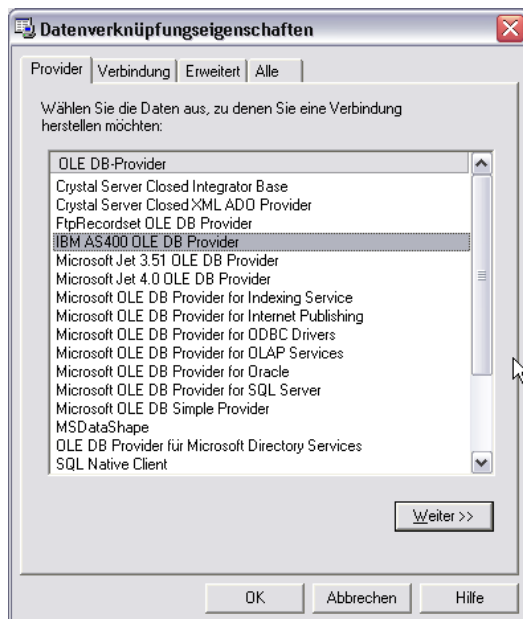 Datenverknüpfungseigenschaften
Provider Verbindung Erweitert Alle
Wählen Sie die Daten aus, zu denen Sie eine Verbindung
herstellen möchten:
OLE DB-Provider
Crystal Server Closed Integrator Base
Crystal Server Closed XML ADO Provider
FtpRecordset OLE DB Provider
IBM AS400 OLE DB Provider
Microsoft Jet 3.51 OLE DB Provider
Microsoft Jet 4.0 OLE DB Provider
Microsoft OLE DB Provider for Indexing Service
Microsoft OLE DB Provider for Internet Publishing
Microsoft OLE DB Provider for ODBC Drivers
Microsoft OLE DB Provider for OLAP Services
Microsoft OLE DB Provider for Oracle
Microsoft OLE DB Provider for SQL Server
Microsoft OLE DB Simple Provider
MSDataShape
OLE DB Provider für Microsoft Directory Services
SQL Native Client
Weiter >>
OK Abbrechen Hilfe